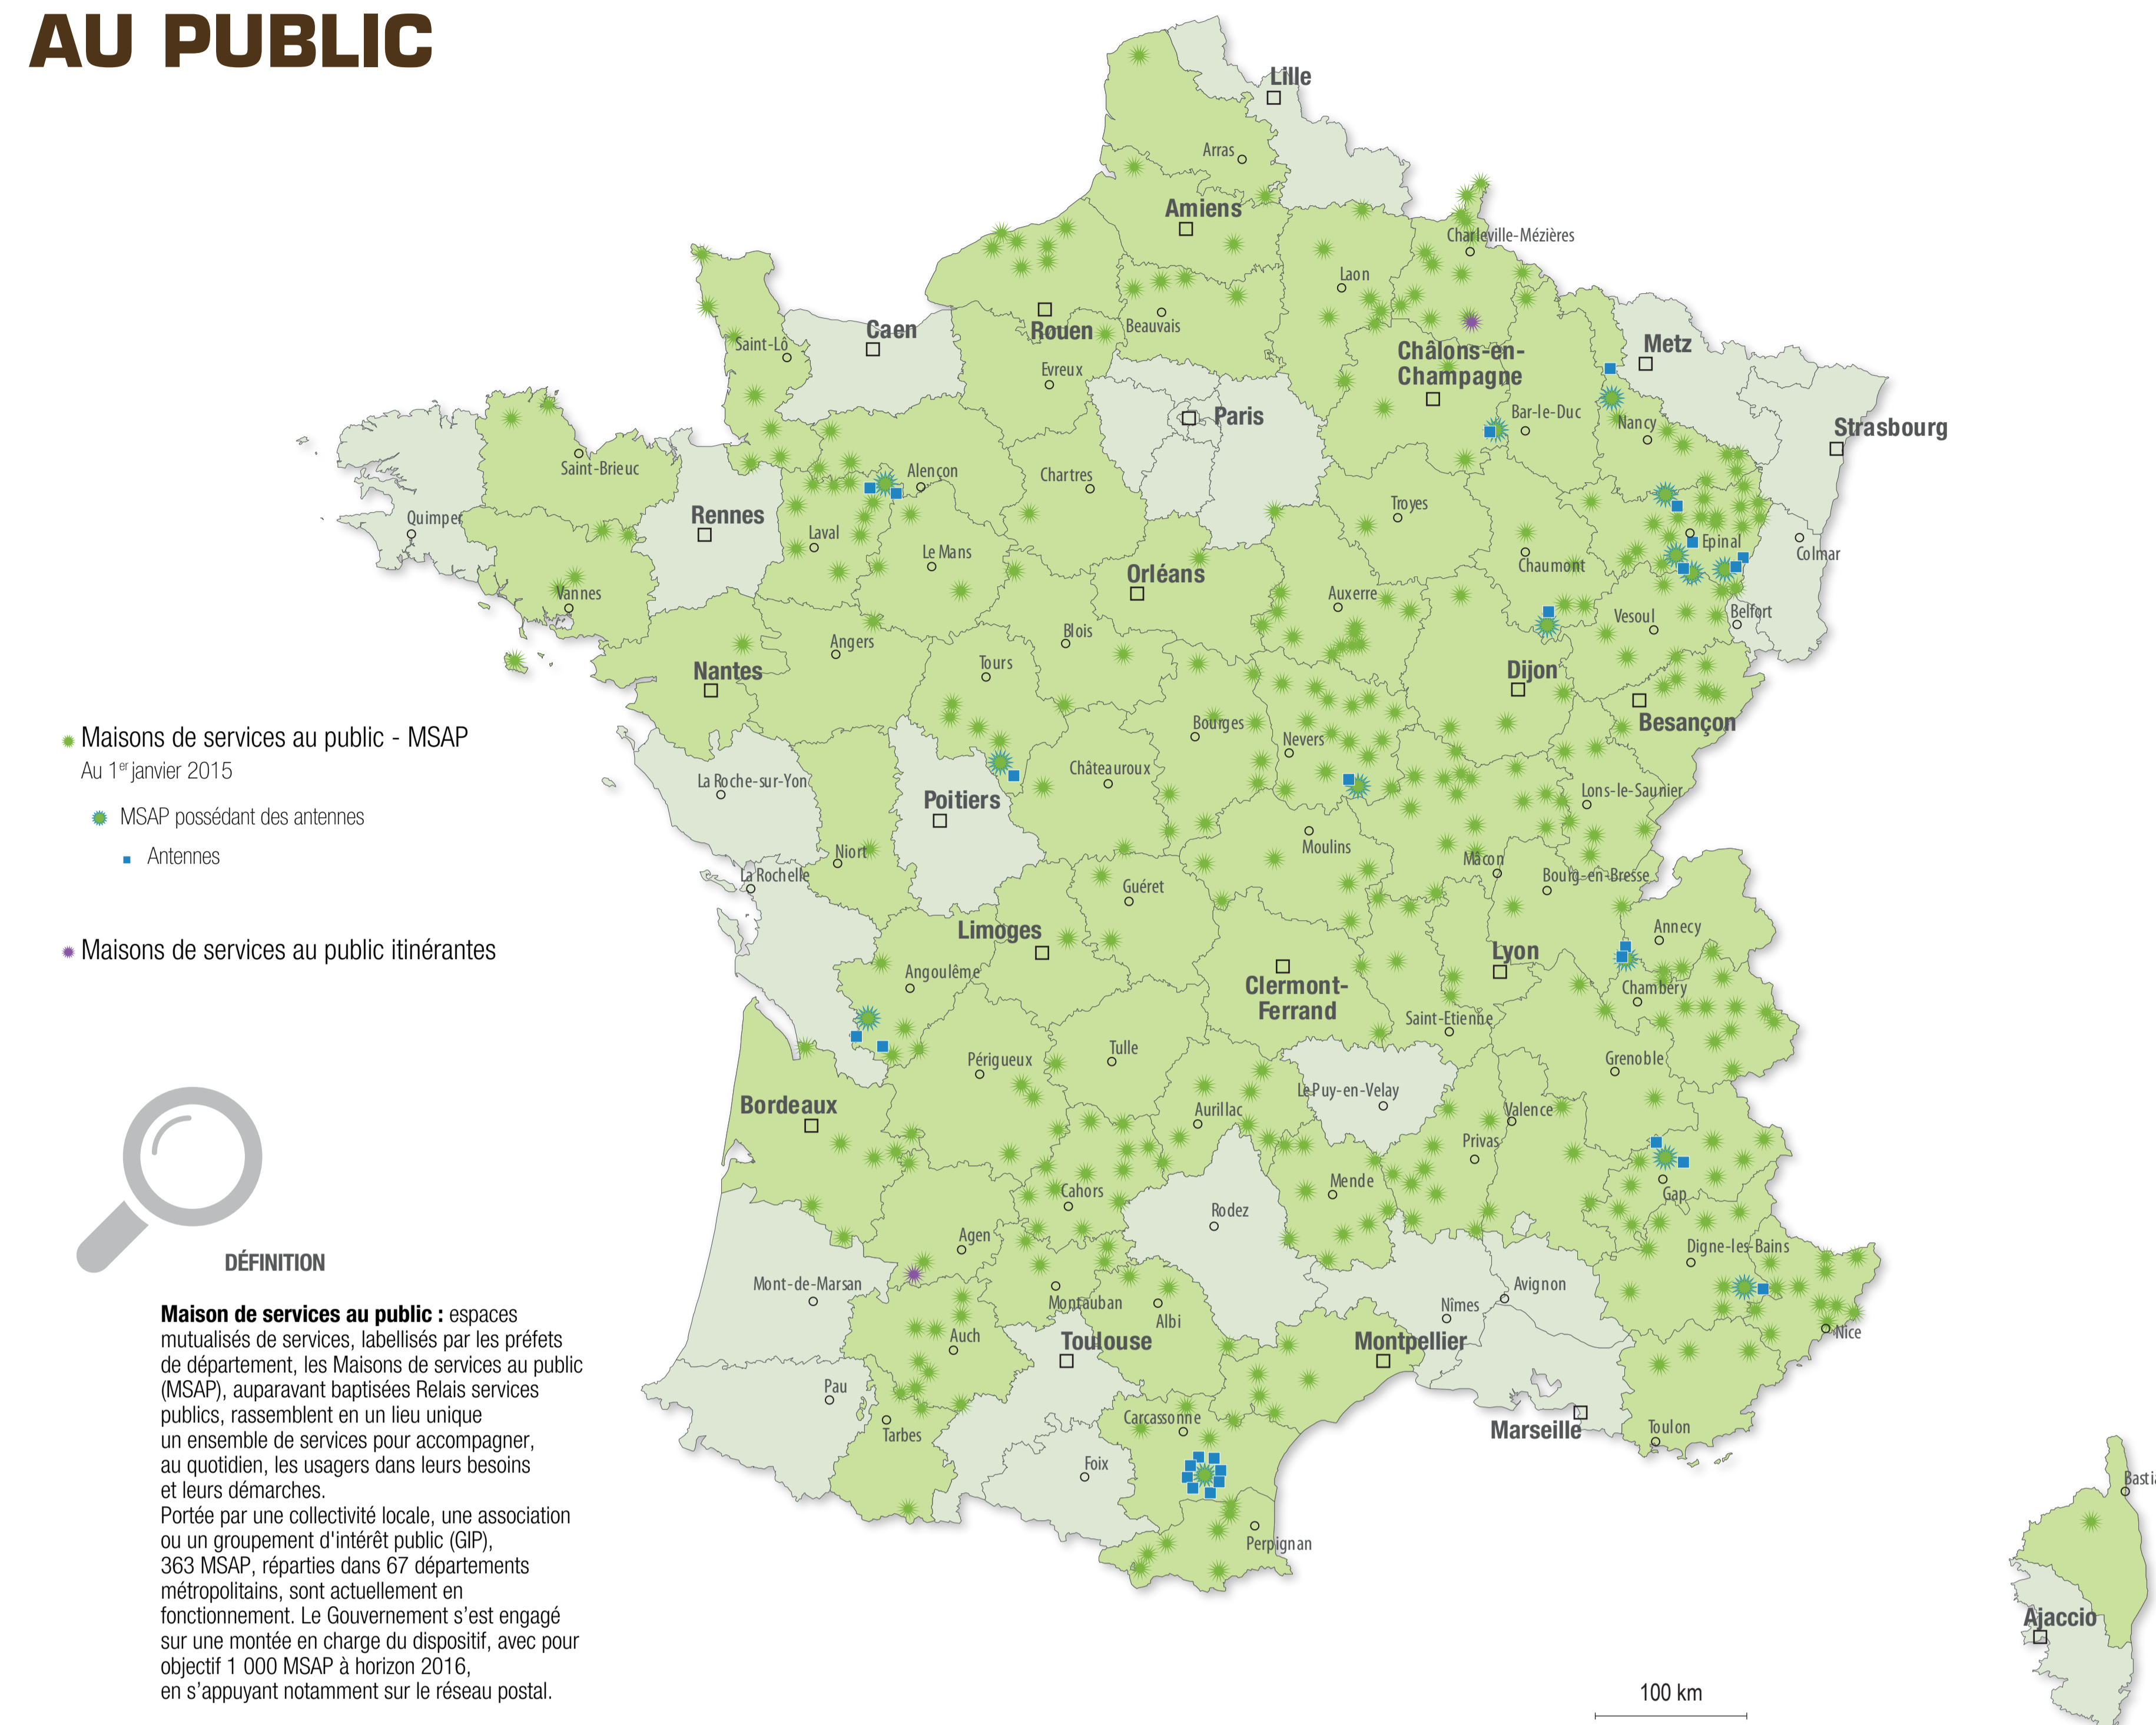 AU PUBLIC
Lille
Arras
Amiens
Charleville-Mézières
Laon
Caen
Rouen
Beauvais
Saint-Lô
Evreux
Châlons-en-
Champagne
Metz
Paris
Bar-le-Duc
Nancy
Strasbourg
Saint-Brieuc
Alençon
Chartres
Troyes
Quimper
Rennes
Laval
Le Mans
Epinal
Colmar
Chaumont
Orléans
Auxerre
Vannes
Vesoul
Belfort
Angers
Blois
Nantes
Tours
Dijon
Besançon
Bourges
Nevers
Maisons de services au public - MSAP
Au 1er janvier 2015
MSAP possédant des antennes
Antennes
Maisons de services au public itinérantes
La Roche-sur-Yon
Châteauroux
Poitiers
Lons-le-Saunier
Moulins
Niort
Mâcon
La Rochelle
Bourg-en-Bresse
Guéret
Limoges
Annecy
Lyon
Angoulême
Clermont-
Ferrand
Chambéry
Saint-Etienne
Périgueux
Tulle
Grenoble
Le Puy-en-Velay
Bordeaux
Aurillac
Valence
Privas
Mende
Cahors
Gap
Rodez
Agen
Digne-les-Bains
Mont-de-Marsan
Montauban
Avignon
Nîmes
Albi
Nice
Auch
Toulouse
Montpellier
Pau
Carcassonne
Marseille
Toulon
Tarbes
Foix
Perpignan
Basti
Ajaccio
DÉFINITION
Maison de services au public : espaces
mutualisés de services, labellisés par les préfets
de département, les Maisons de services au public
(MSAP), auparavant baptisées Relais services
publics, rassemblent en un lieu unique
un ensemble de services pour accompagner,
au quotidien, les usagers dans leurs besoins
et leurs démarches.
Portée par une collectivité locale, une association
ou un groupement d'intérêt public (GIP),
363 MSAP, réparties dans 67 départements
métropolitains, sont actuellement en
fonctionnement. Le Gouvernement s'est engagé
sur une montée en charge du dispositif, avec pour
objectif 1 000 MSAP à horizon 2016,
en s'appuyant notamment sur le réseau postal.
100 km